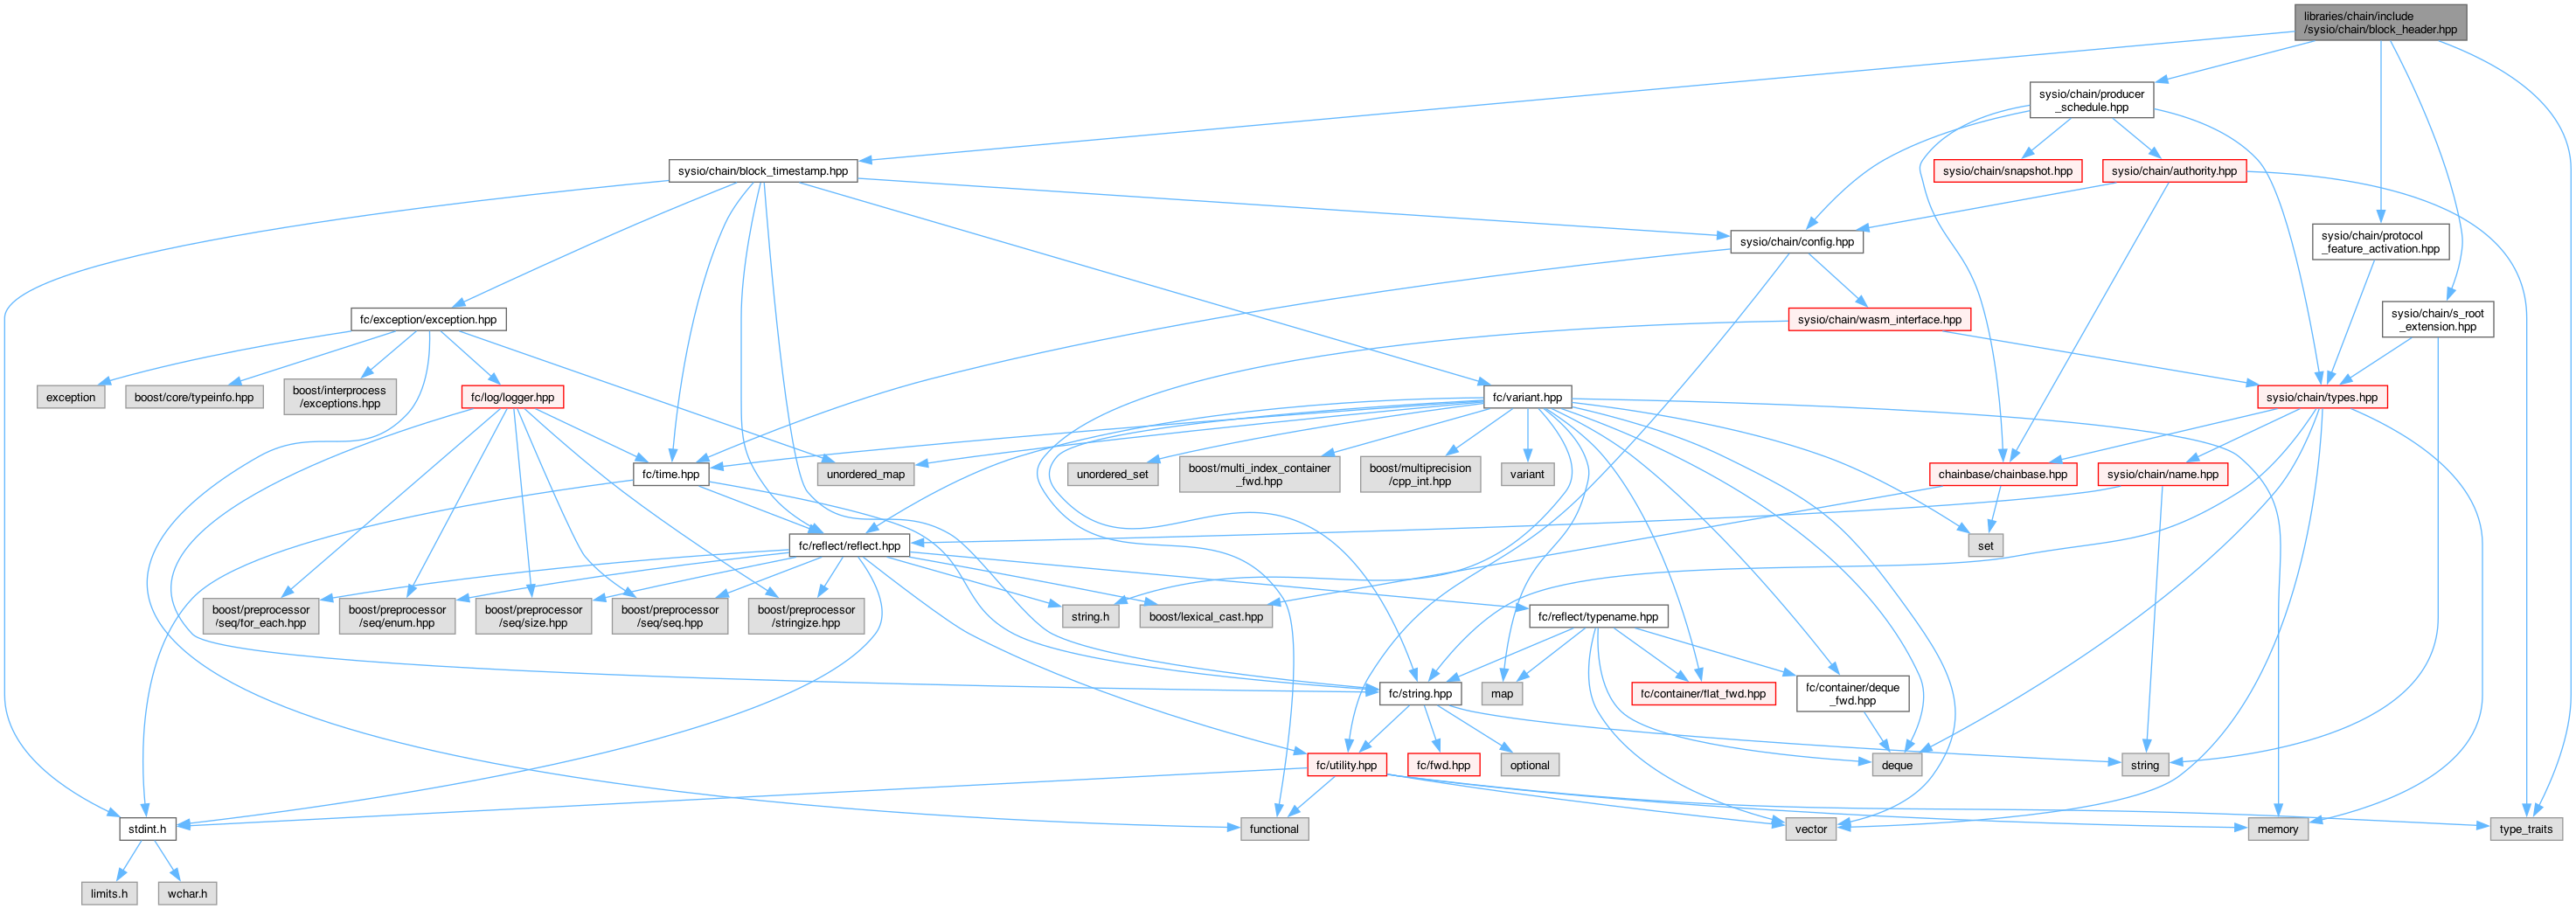 libraries/chain/include
/sysio/chain/block_header.hpp
sysio/chain/producer
_schedule.hpp
sysio/chain/block_timestamp.hpp
sysio/chain/snapshot.hpp
sysio/chain/authority.hpp
sysio/chain/config.hpp
sysio/chain/protocol
_feature_activation.hpp
fc/exception/exception.hpp
sysio/chain/wasm_interface.hpp
sysio/chain/s_root
_extension.hpp
exception
boost/core/typeinfo.hpp
boost/interprocess
/exceptions.hpp
fc/log/logger.hpp
fc/variant.hpp
sysio/chain/types.hpp
fc/time.hpp
unordered_map
unordered_set
boost/multi_index_container
_fwd.hpp
boost/multiprecision
/cpp_int.hpp
variant
chainbase/chainbase.hpp
sysio/chain/name.hpp
fc/reflect/reflect.hpp
set
boost/preprocessor
/seq/for_each.hpp
boost/preprocessor
/seq/enum.hpp
boost/preprocessor
/seq/size.hpp
boost/preprocessor
/seq/seq.hpp
boost/preprocessor
/stringize.hpp
string.h
boost/lexical_cast.hpp
fc/reflect/typename.hpp
fc/string.hpp
map
fc/container/flat_fwd.hpp
fc/container/deque
_fwd.hpp
fc/utility.hpp
fc/fwd.hpp
optional
deque
string
stdint.h
functional
vector
memory
type_traits
limits.h
wchar.h